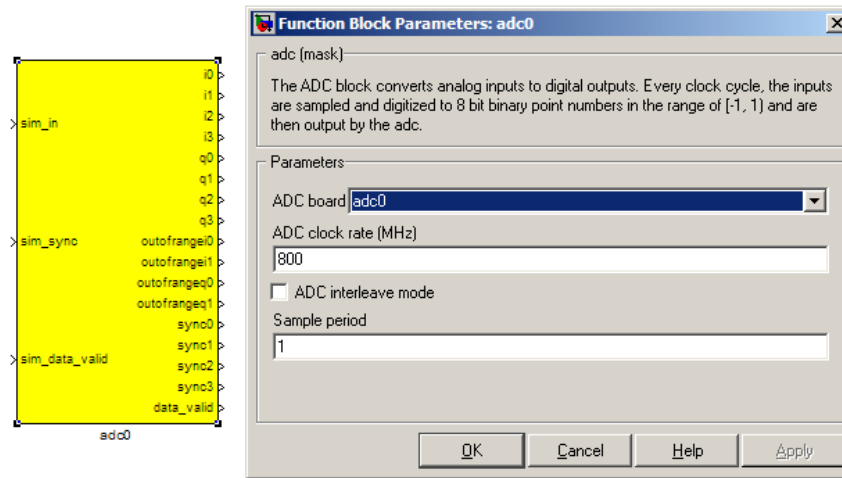 sim_in
sim_sync
sim_data_valid
i0
i1
i2
i3
q0
q1
q2
q3
outofrangei0
outofrangei1
outofrangeq0
outofrangeq1
sync0
sync1
sync2
sync3
data_valid
adc0
Function Block Parameters: adc0
adc (mask)
The ADC block converts analog inputs to digital outputs. Every clock cycle, the inputs
are sampled and digitized to 8 bit binary point numbers in the range of [-1, 1) and are
then output by the adc.
Parameters
ADC board adc0
ADC clock rate (MHz)
800
ADC interleave mode
Sample period
1
OK Cancel Help Apply